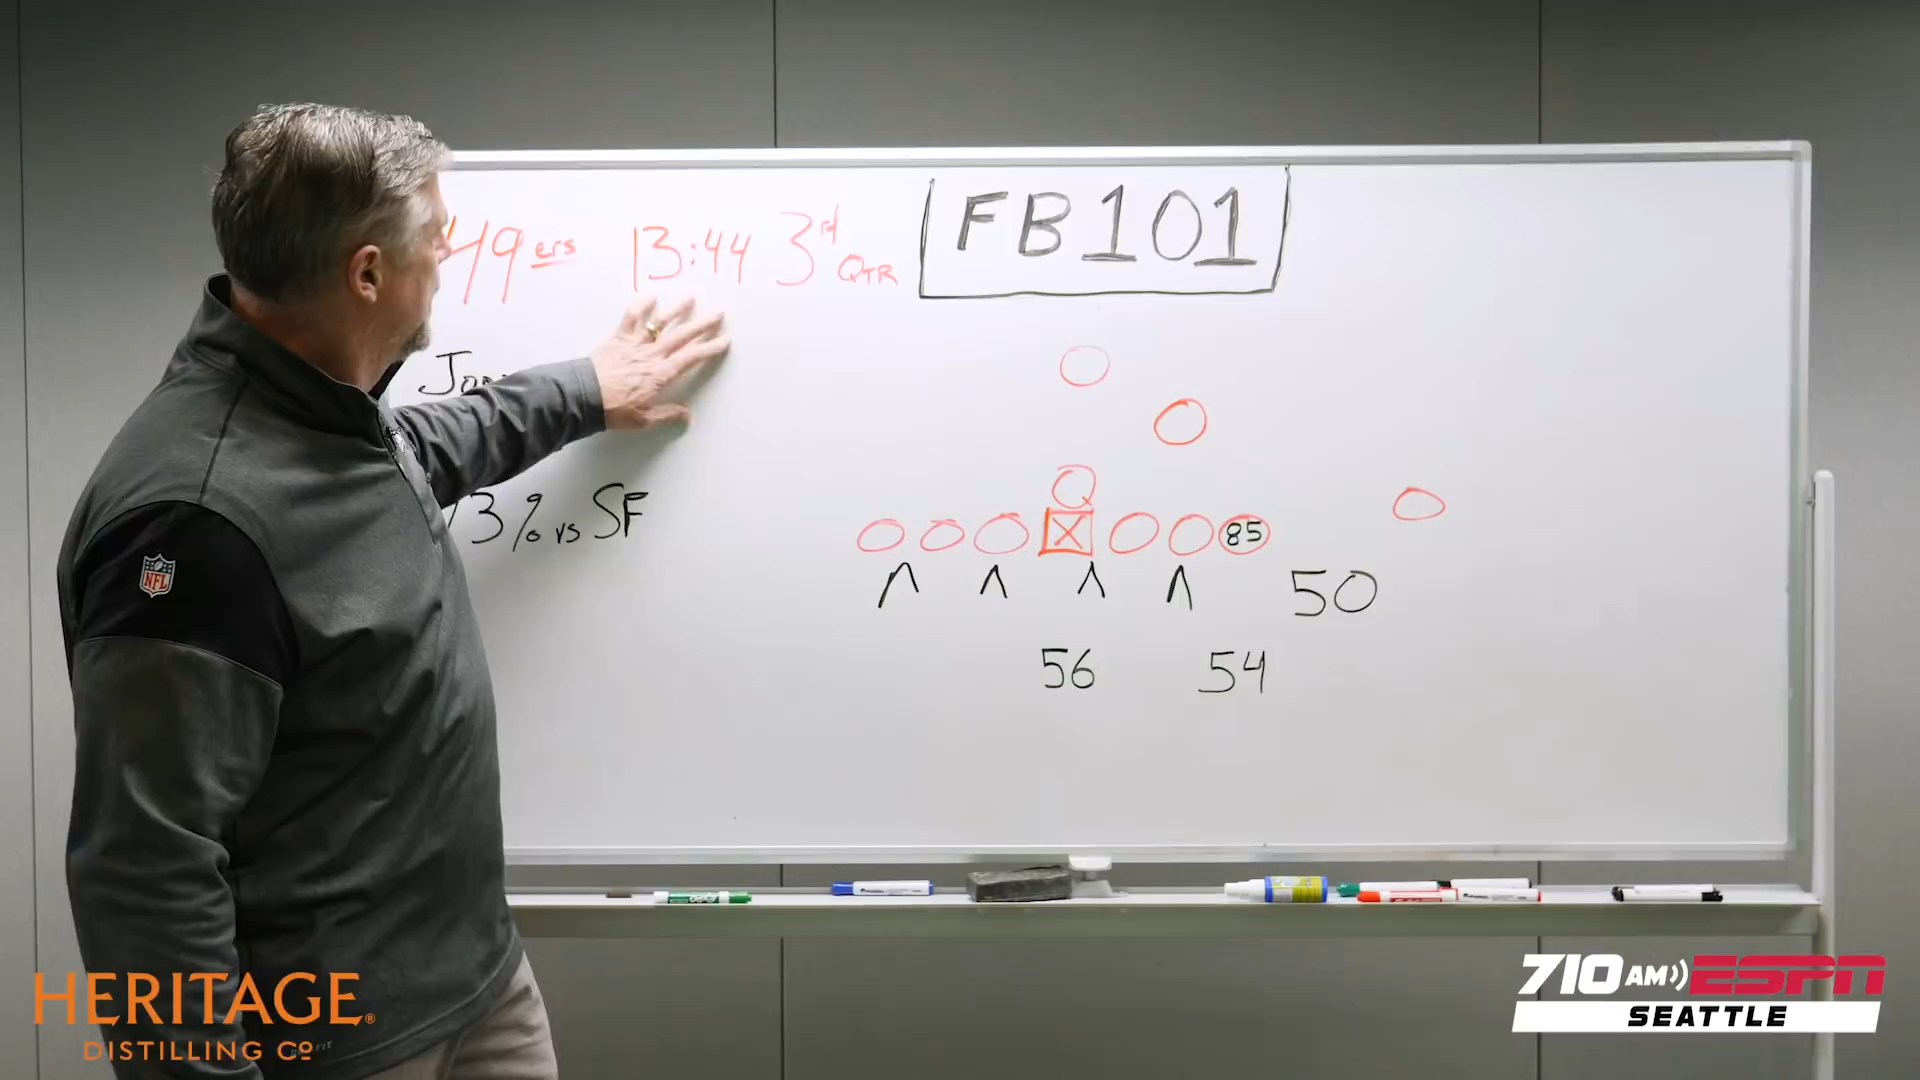 49ers 13:44 3rd QTR
FB101
3% vs SF
Q
X
85
50
56 54
NFL
HERITAGE
DISTILLING Co
710 AM ESPN
SEATTLE